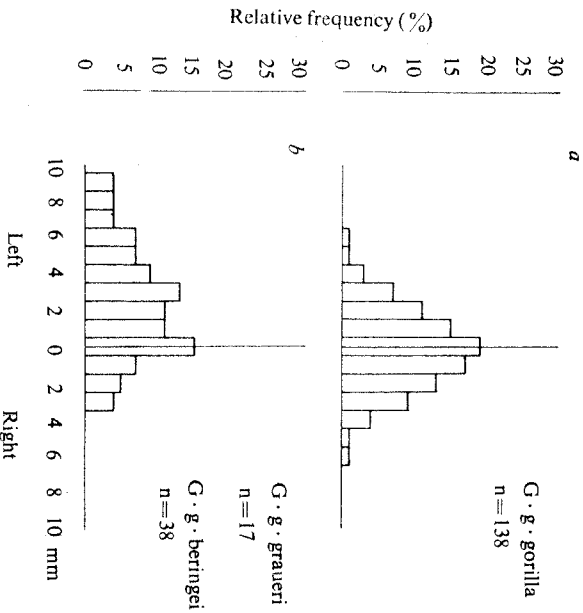 a
30
25
20
15
10
5
0
G·g·gorilla
n=138
Relative frequency (%)
b
30
25
20
15
10
5
0
G·g·graueri
n=17
G·g·beringei
n=38
10 8 6 4 2 0 2 4 6 8 10 mm
Left Right